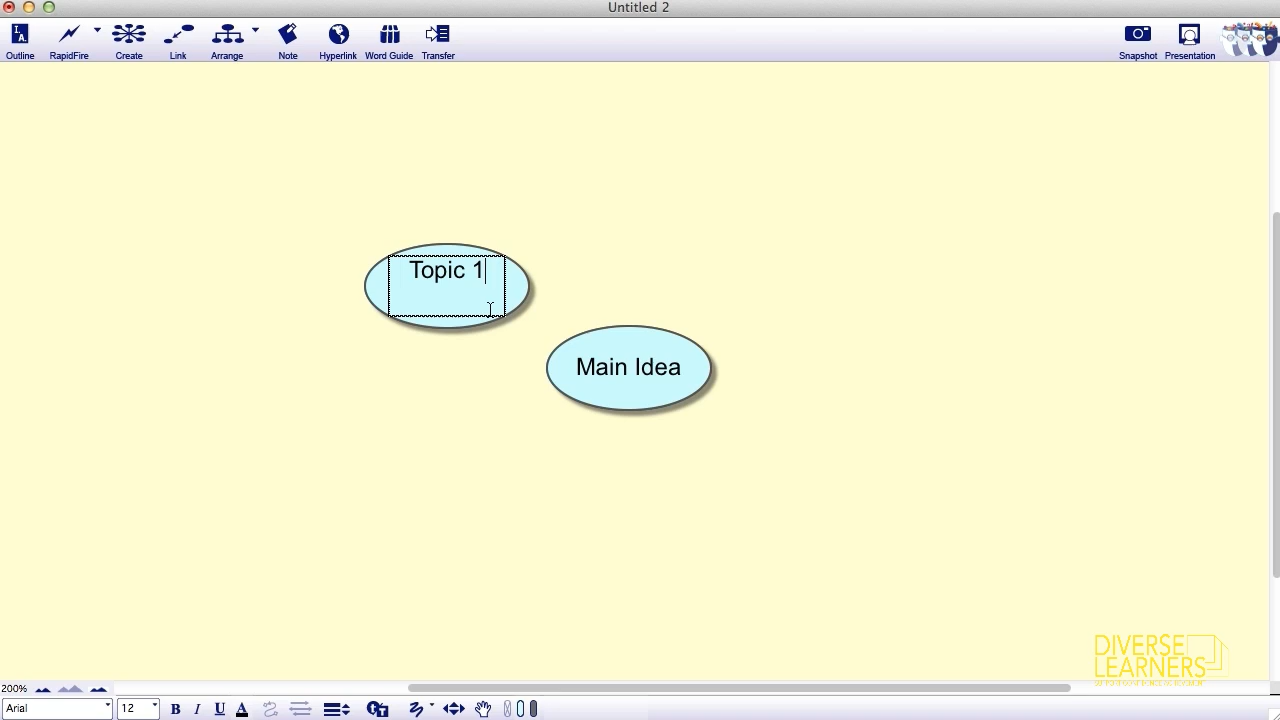 Untitled 2
Outline RapidFire Create Link Arrange Note Hyperlink Word Guide Transfer Snapshot Presentation
Topic 1
Main Idea
DIVERSE
LEARNERS
200%
Arial 12 B I U A